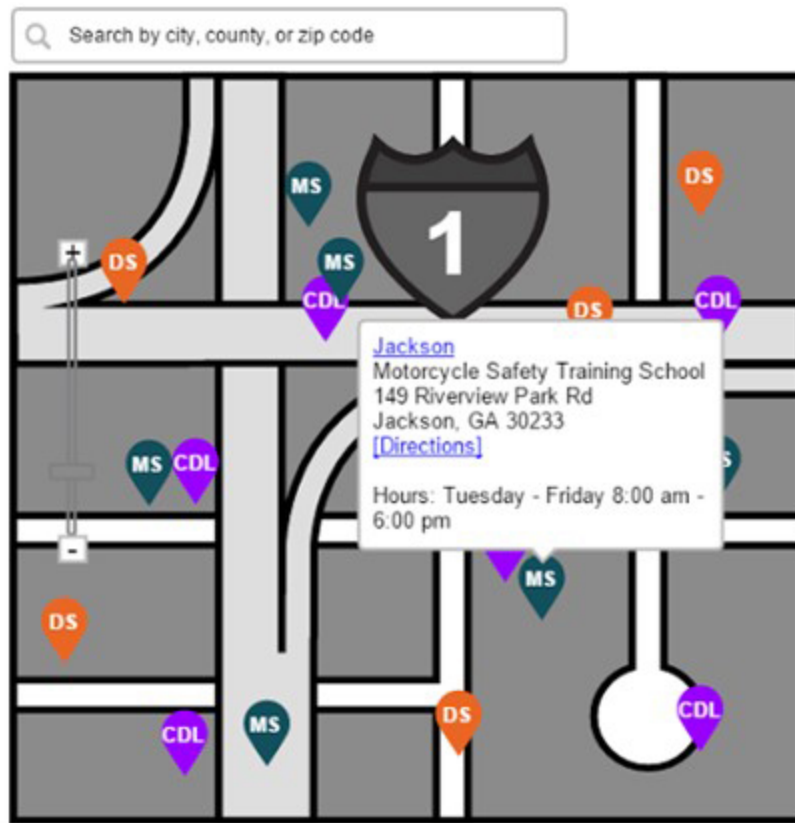 Search by city, county, or zip code
MS
DS
1
MS
DS
+
CDL
DS
CDL
Jackson
Motorcycle Safety Training School
149 Riverview Park Rd
Jackson, GA 30233
[Directions]
Hours: Tuesday - Friday 8:00 am -
6:00 pm
MS
CDL
-
MS
DS
CDL
MS
DS
CDL